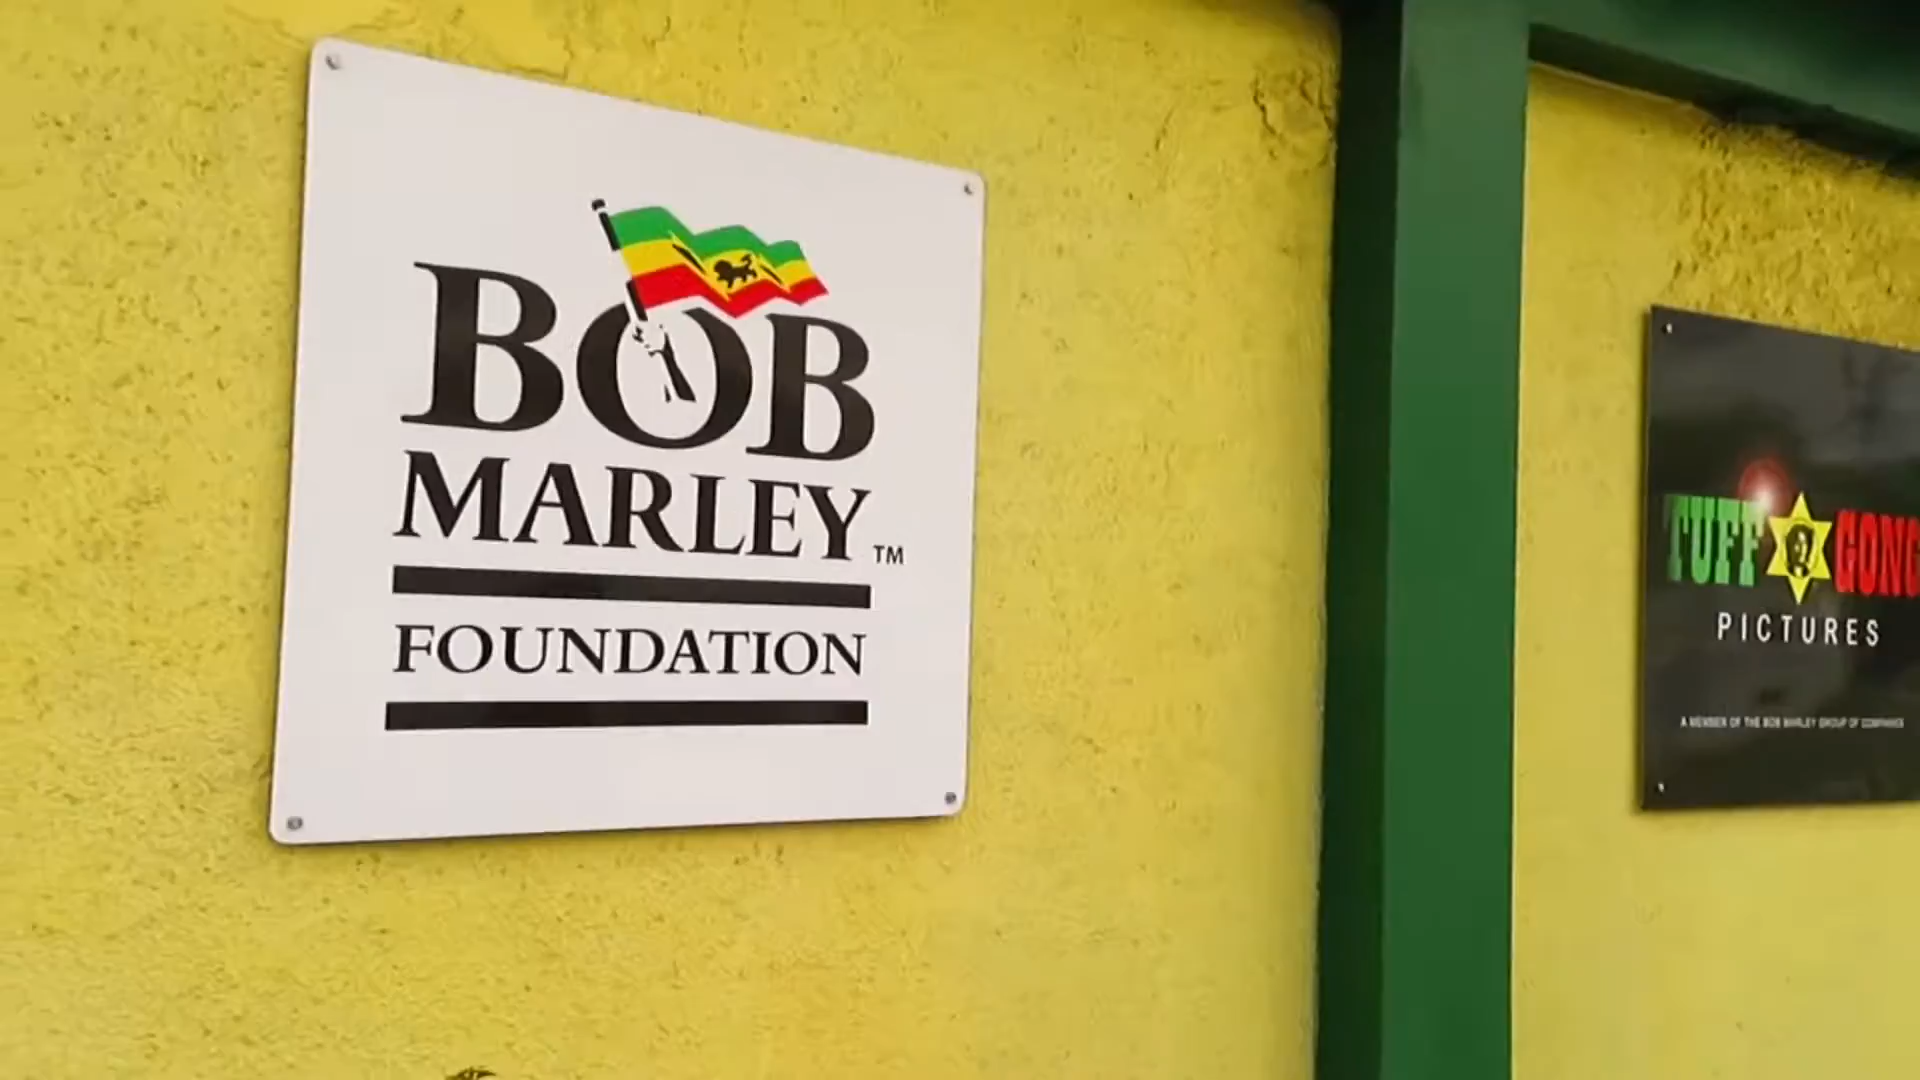 BOB
MARLEY TM
FOUNDATION
TUFF GONG
PICTURES
A MEMBER OF THE BOB MARLEY GROUP OF COMPANIES